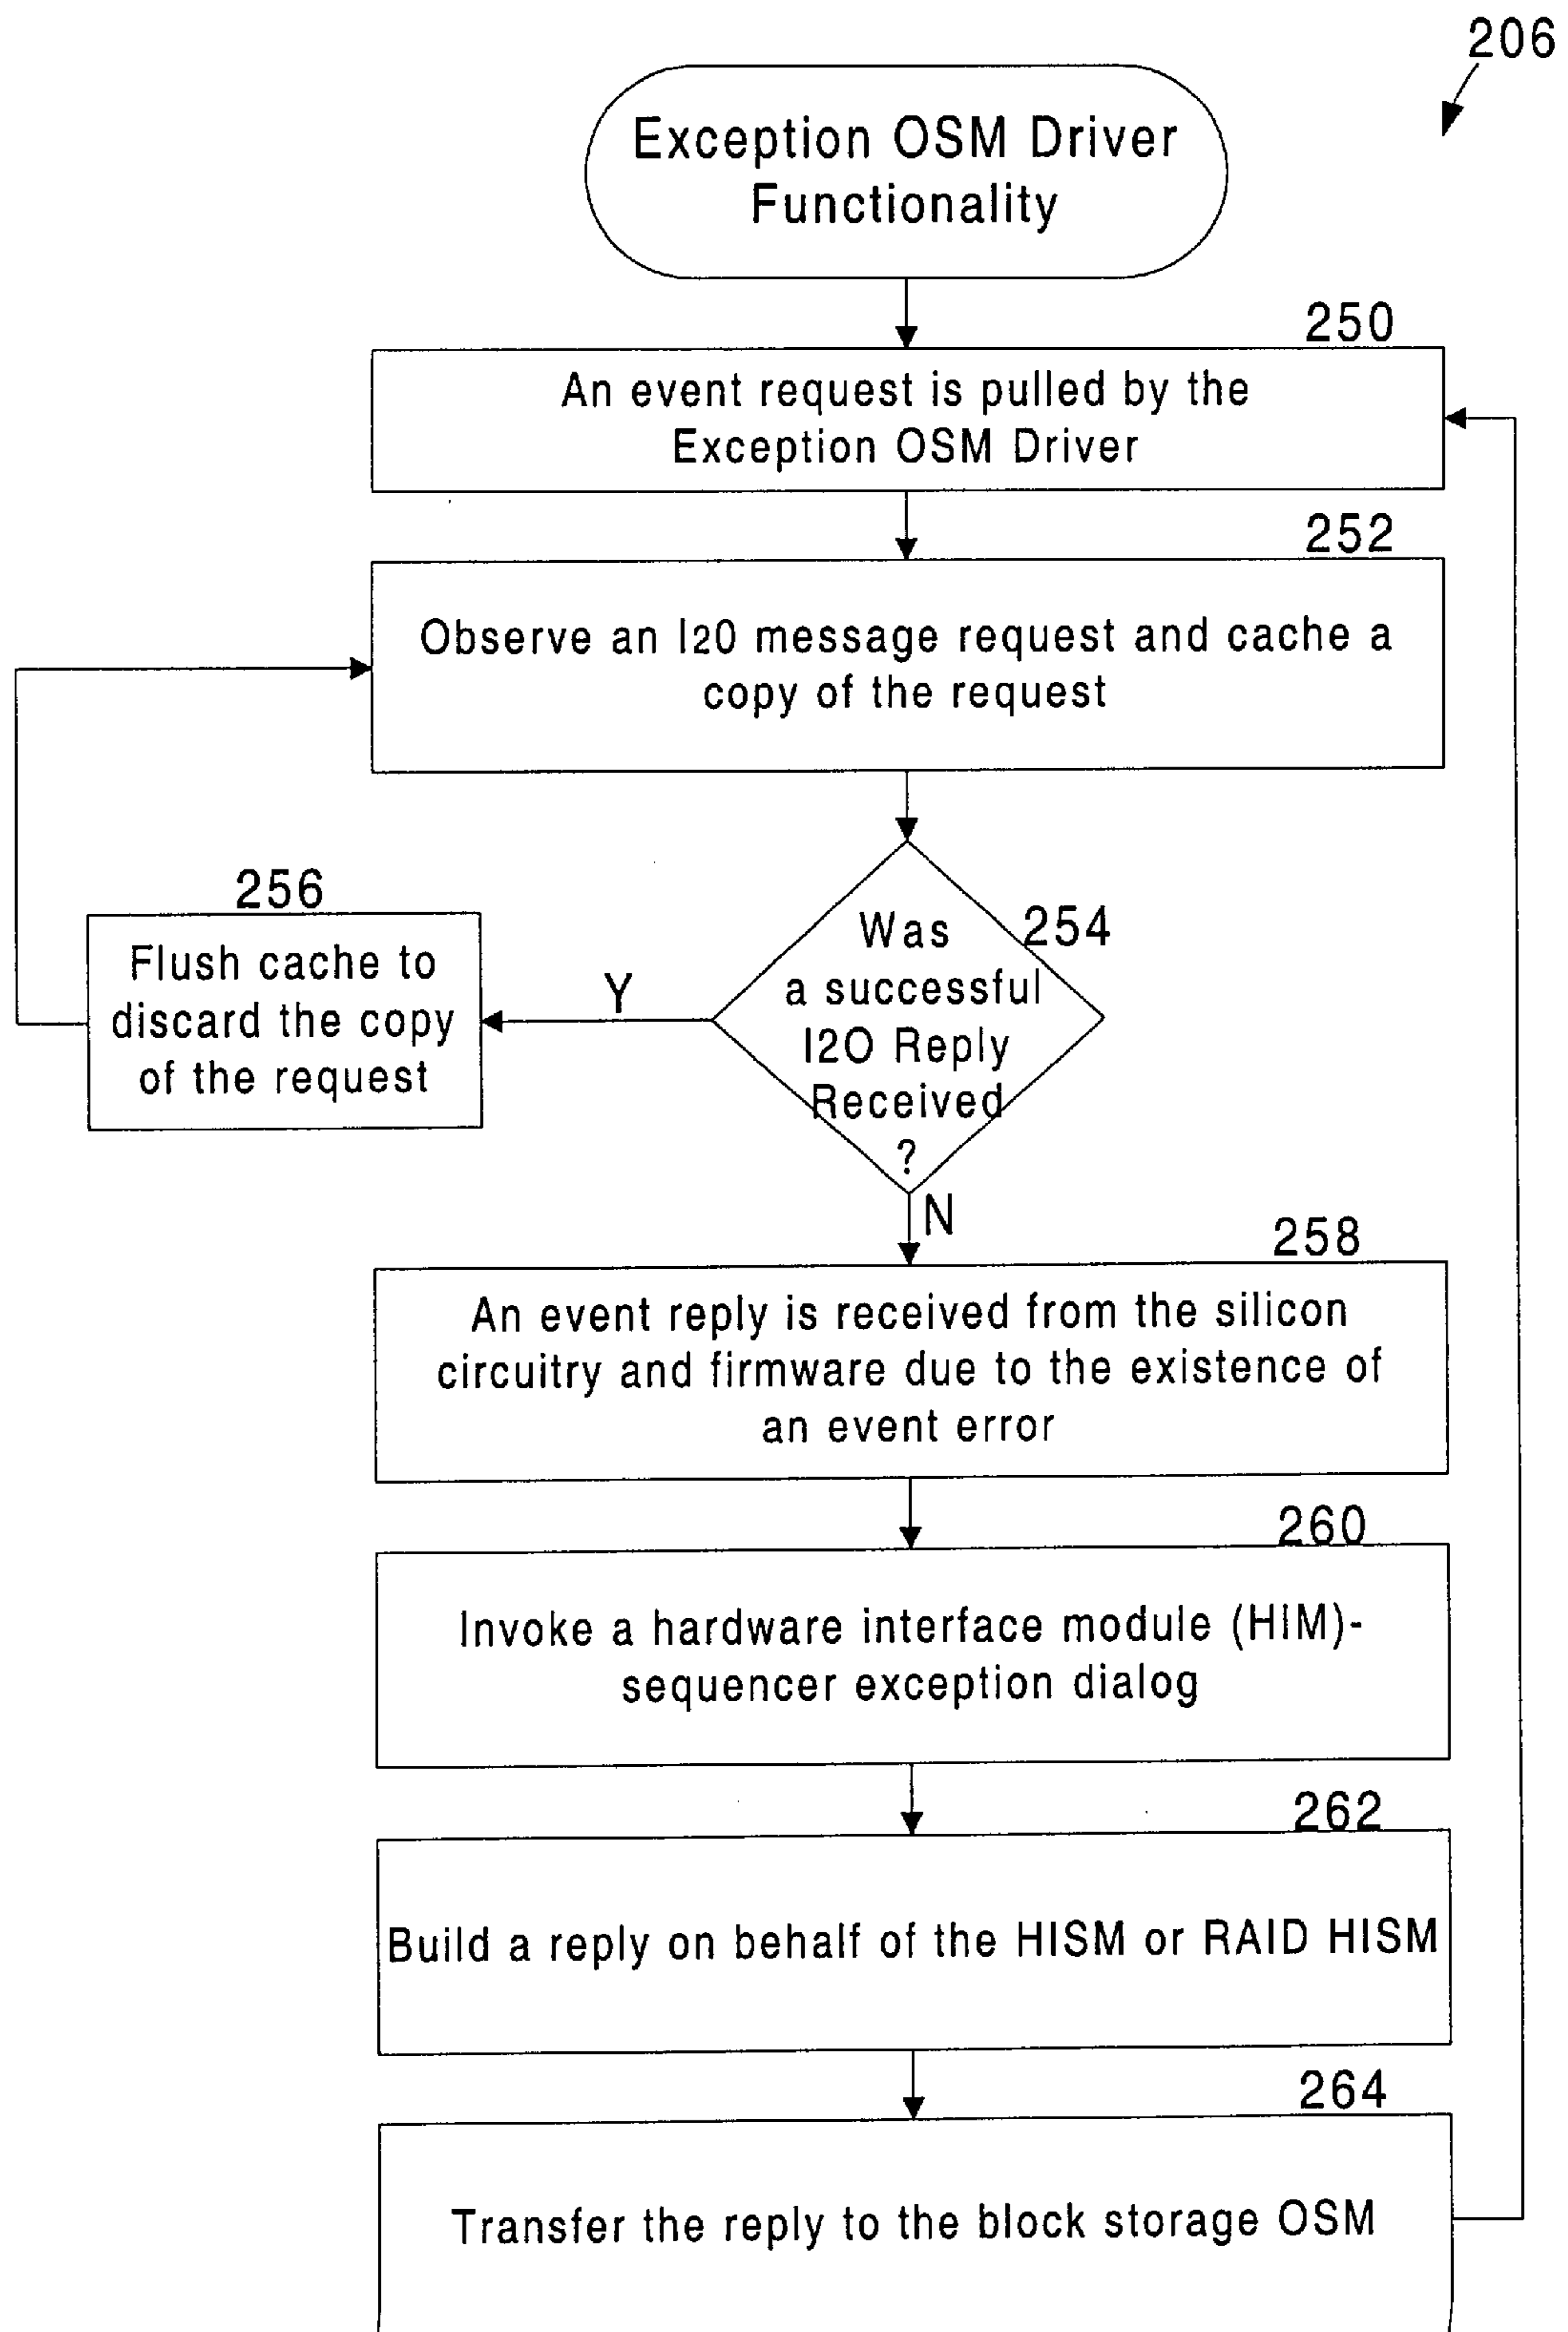 206
Exception OSM Driver
Functionality
250
An event request is pulled by the
Exception OSM Driver
252
Observe an I20 message request and cache a
copy of the request
254
Was
a successful
I2O Reply
Received
?
Y
256
Flush cache to
discard the copy
of the request
N
258
An event reply is received from the silicon
circuitry and firmware due to the existence of
an event error
260
Invoke a hardware interface module (HIM)-
sequencer exception dialog
262
Build a reply on behalf of the HISM or RAID HISM
264
Transfer the reply to the block storage OSM